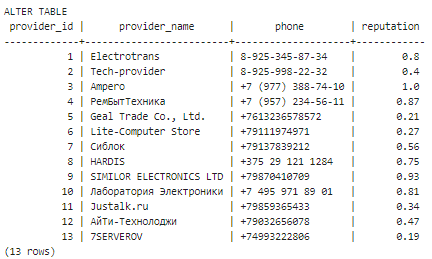 ALTER TABLE
provider_id | provider_name | phone | reputation
-------------+-------------------------+-------------------+------------
1 | Electrotrans | 8-925-345-87-34 | 0.8
2 | Tech-provider | 8-925-998-22-32 | 0.4
3 | Ampero | +7 (977) 388-74-10 | 1.0
4 | РемБытТехника | +7 (957) 234-56-11 | 0.87
5 | Geal Trade Co., Ltd. | +7613236578572 | 0.21
6 | Lite-Computer Store | +79111974971 | 0.27
7 | Сиблок | +79137839212 | 0.56
8 | HARDIS | +375 29 121 1284 | 0.75
9 | SIMILOR ELECTRONICS LTD | +79870410709 | 0.93
10 | Лаборатория Электроники | +7 495 971 89 01 | 0.81
11 | Justalk.ru | +79859365433 | 0.34
12 | АйТи-Технолоджи | +79032656078 | 0.47
13 | 7SERVEROV | +74993222806 | 0.19
(13 rows)